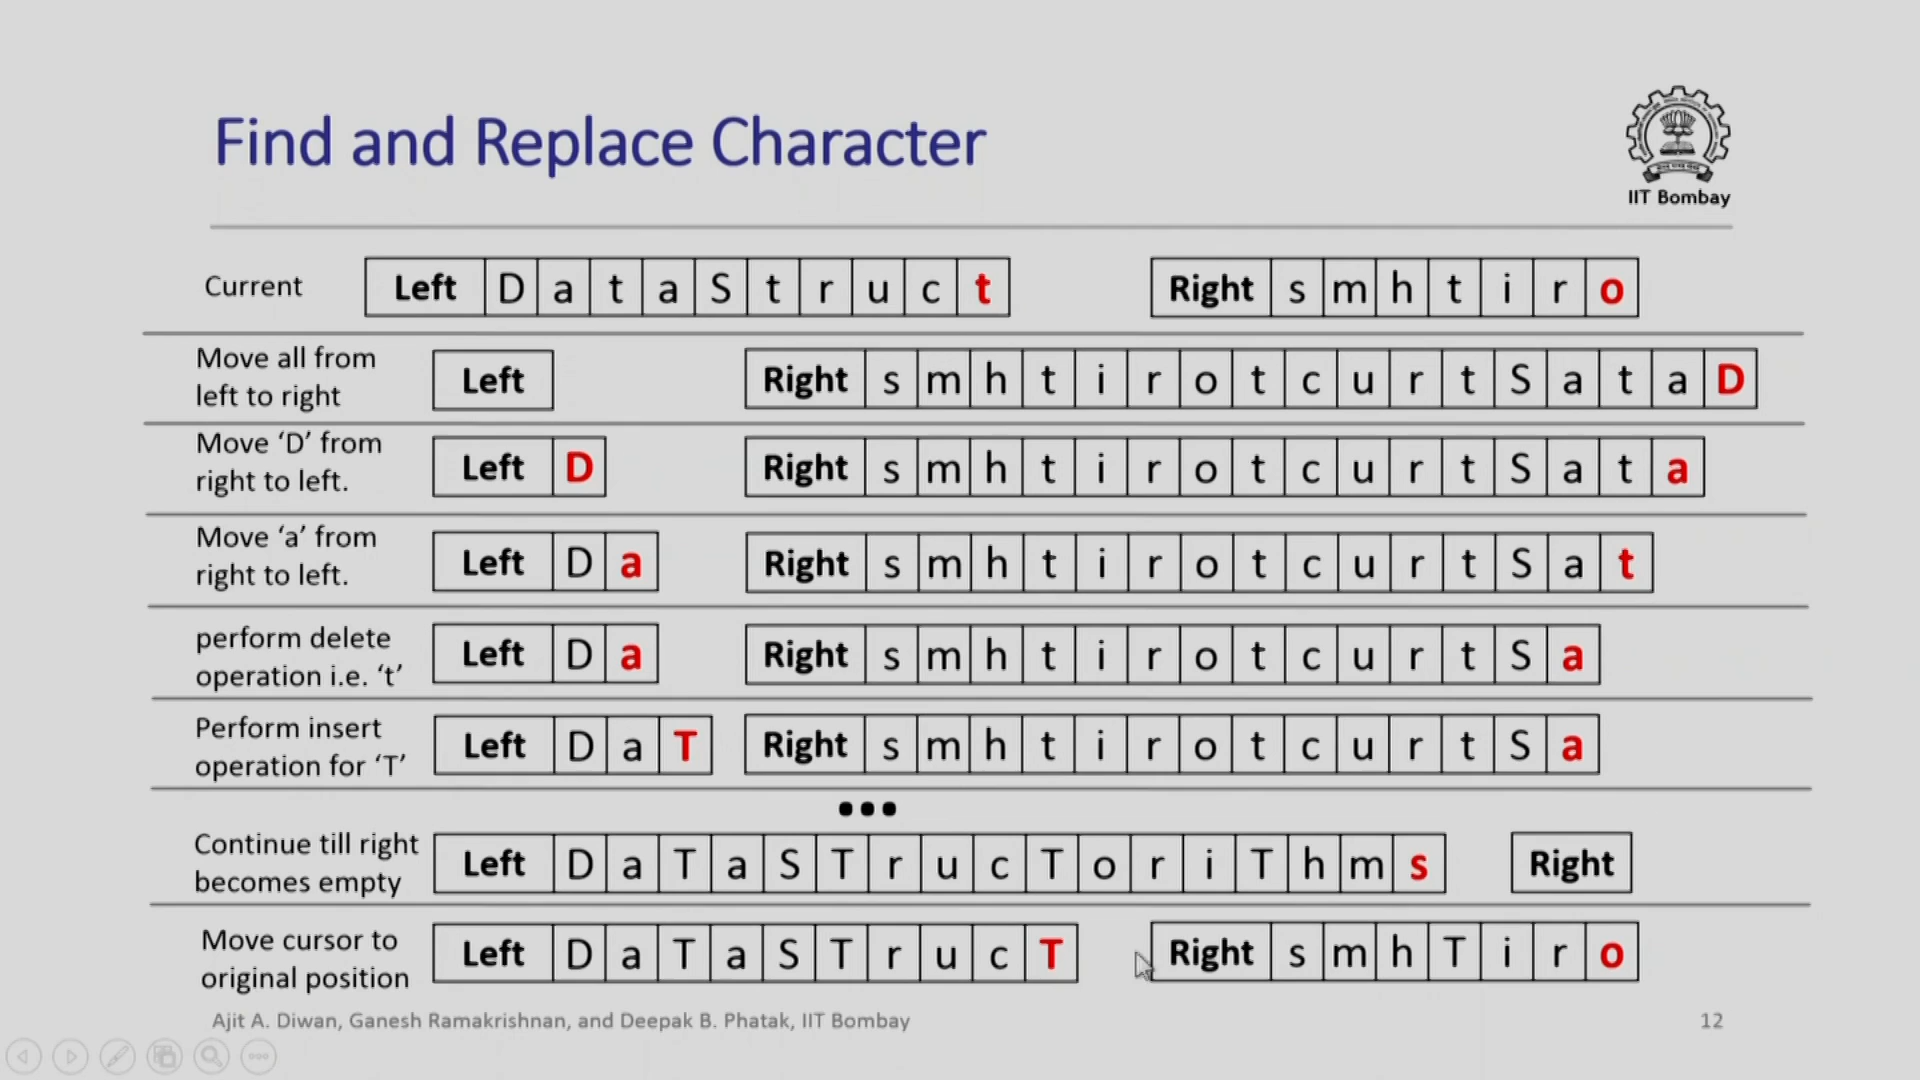 Find and Replace Character
IIT Bombay
Current Left D a t a S t r u c t Right s m h t i r o
Move all from
left to right
Left Right s m h t i r o t c u r t S a t a D
Move ‘D’ from
right to left.
Left D Right s m h t i r o t c u r t S a t a
Move ‘a’ from
right to left.
Left D a Right s m h t i r o t c u r t S a t
perform delete
operation i.e. ‘t’
Left D a Right s m h t i r o t c u r t S a
Perform insert
operation for ‘T’
Left D a T Right s m h t i r o t c u r t S a
...
Continue till right
becomes empty
Left D a T a S T r u c T o r i T h m s Right
Move cursor to
original position
Left D a T a S T r u c T Right s m h T i r o
Ajit A. Diwan, Ganesh Ramakrishnan, and Deepak B. Phatak, IIT Bombay 12